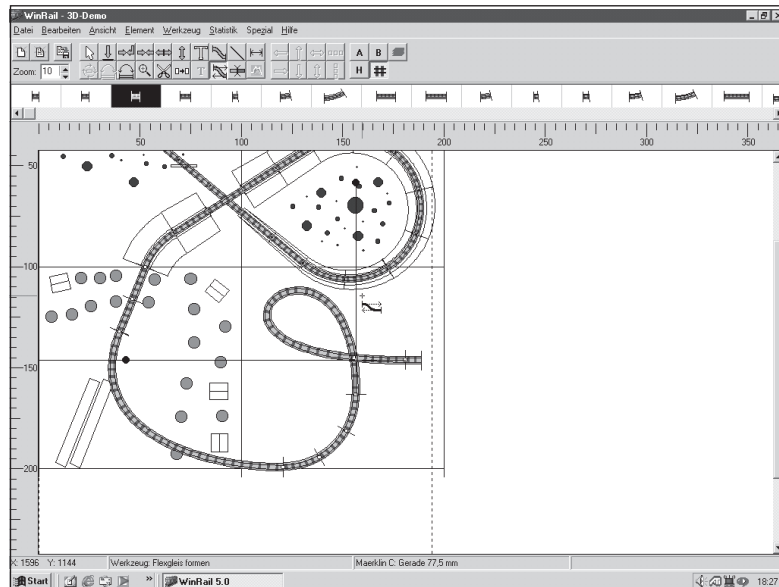 WinRail - 3D-Demo
Datei Bearbeiten Ansicht Element Werkzeug Statistik Spezial Hilfe
T A B
Zoom: 10 T H
50 100 150 200 250 300 350
50
100
150
200
X: 1596 Y: 1144 Werkzeug: Flexgleis formen Maerklin C: Gerade 77,5 mm
Start » WinRail 5.0 18:27